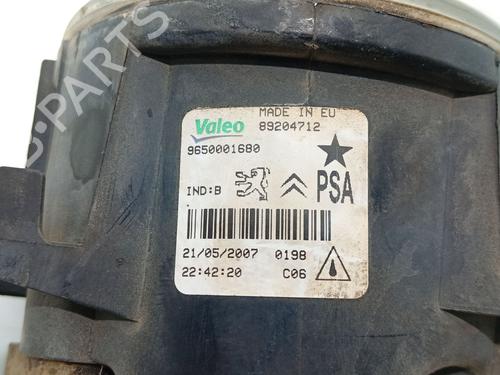 B-PARTS
MADE IN EU
Valeo 89204712
9650001680
IND:B PSA
21/05/2007 0198
22:42:20 C06